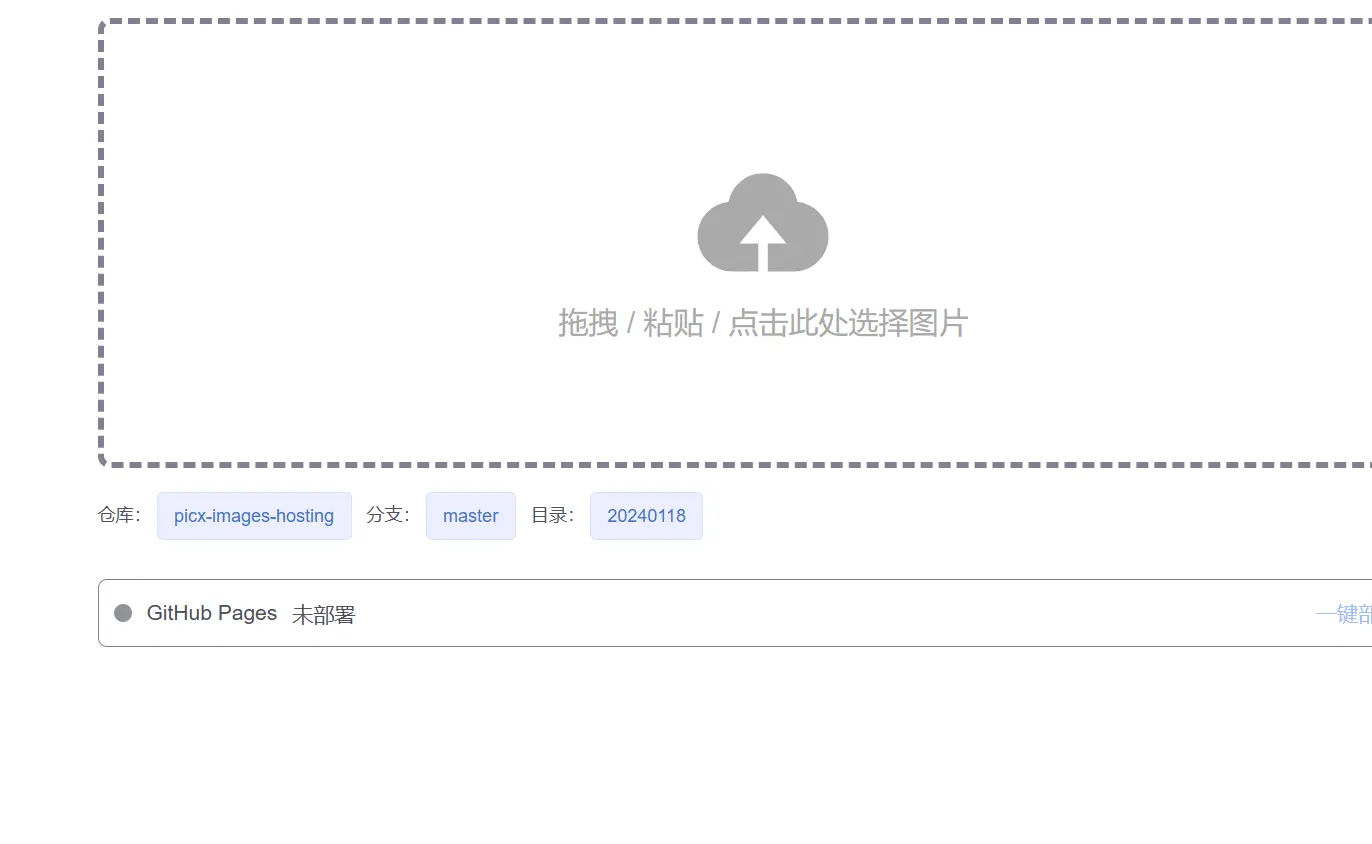 拖拽 / 粘贴 / 点击此处选择图片
仓库： picx-images-hosting 分支： master 目录： 20240118
GitHub Pages 未部署 一键部